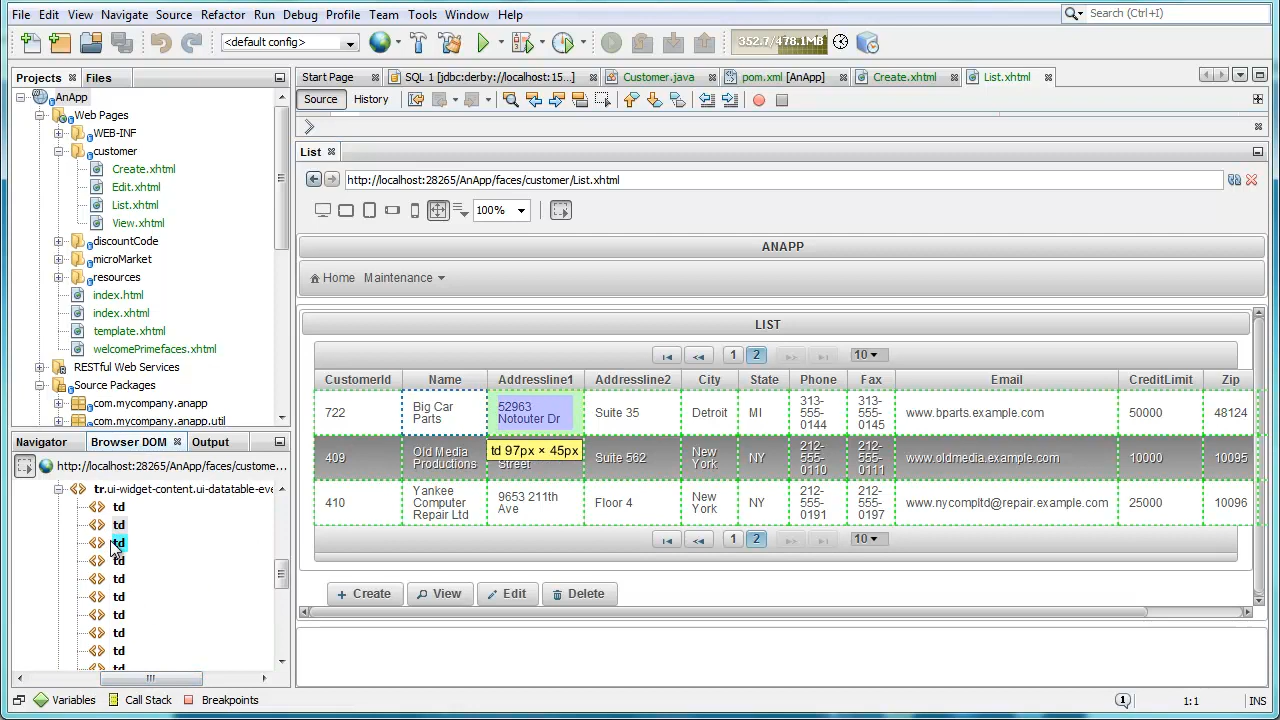 File Edit View Navigate Source Refactor Run Debug Profile Team Tools Window Help
Search (Ctrl+I)
<default config>
352.7/478.1MB
Projects Files
Start Page SQL 1 [jdbc:derby://localhost:15...] Customer.java pom.xml [AnApp] Create.xhtml List.xhtml
Source History
AnApp
Web Pages
WEB-INF
customer
Create.xhtml
Edit.xhtml
List.xhtml
View.xhtml
discountCode
microMarket
resources
index.html
index.xhtml
template.xhtml
welcomePrimefaces.xhtml
RESTful Web Services
Source Packages
com.mycompany.anapp
com.mycompany.anapp.util
List
http://localhost:28265/AnApp/faces/customer/List.xhtml
100%
ANAPP
Home Maintenance
LIST
1 2 10
CustomerId Name Addressline1 Addressline2 City State Phone Fax Email CreditLimit Zip
722 Big Car Parts 52963 Notouter Dr Suite 35 Detroit MI 313-555-0144 313-555-0145 www.bparts.example.com 50000 48124
td 97px × 45px
409 Old Media Productions Street Suite 562 New York NY 212-555-0110 212-555-0111 www.oldmedia.example.com 10000 10095
410 Yankee Computer Repair Ltd 9653 211th Ave Floor 4 New York NY 212-555-0191 212-555-0197 www.nycompltd@repair.example.com 25000 10096
1 2 10
Create View Edit Delete
Navigator Browser DOM Output
http://localhost:28265/AnApp/faces/custome...
tr.ui-widget-content.ui-datatable-eve
td
td
td
td
td
td
td
td
td
td
Variables Call Stack Breakpoints
1
1:1 INS